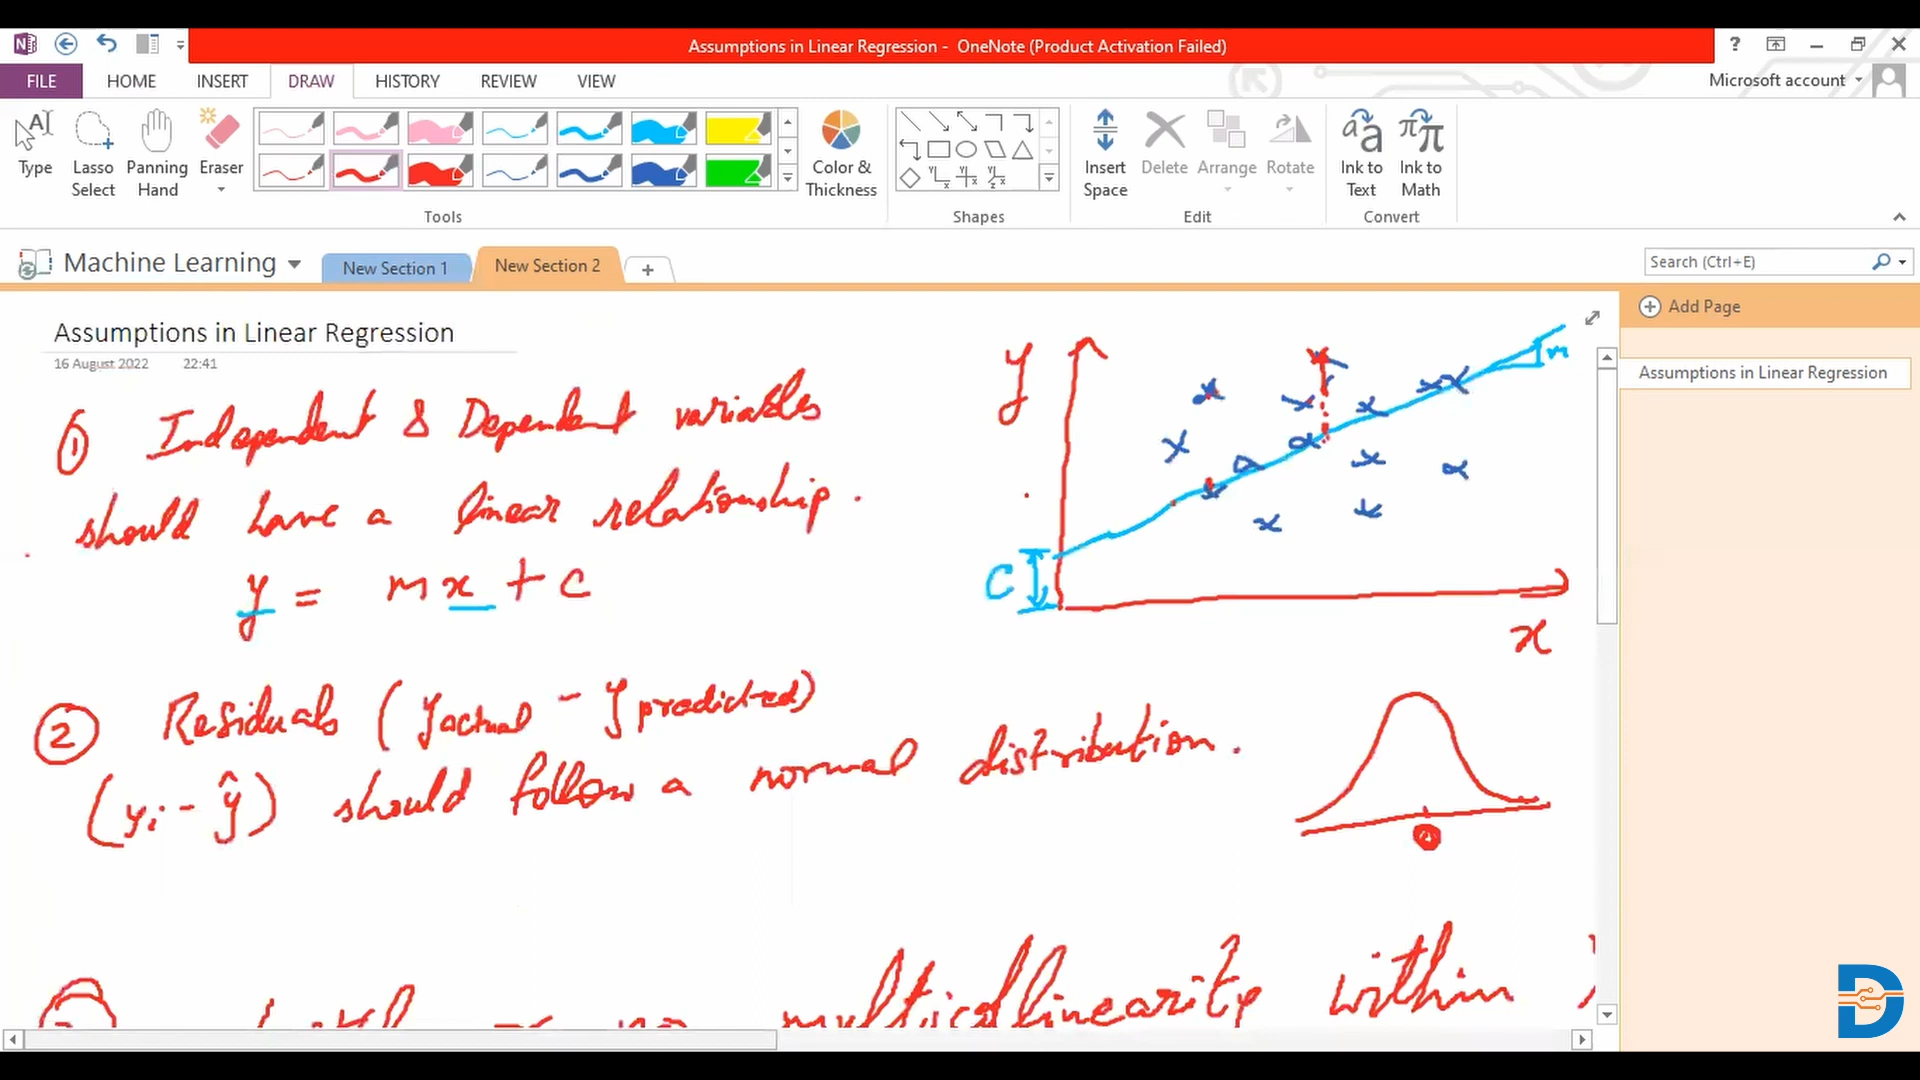 Assumptions in Linear Regression - OneNote (Product Activation Failed)
?
FILE HOME INSERT DRAW HISTORY REVIEW VIEW
Microsoft account
Type
Lasso Select
Panning Hand
Eraser
Color & Thickness
Insert Space
Delete
Arrange
Rotate
Ink to Text
Ink to Math
Tools
Shapes
Edit
Convert
Machine Learning
New Section 1
New Section 2
Search (Ctrl+E)
Add Page
Assumptions in Linear Regression
Assumptions in Linear Regression
16 August 2022 22:41
① Independent & Dependent variables
should have a linear relationship.
y = mx + c
y
m
C
x
② Residuals (yactual - ypredicted)
(yi - ŷ) should follow a normal distribution.
0
no multicollinearity within
D